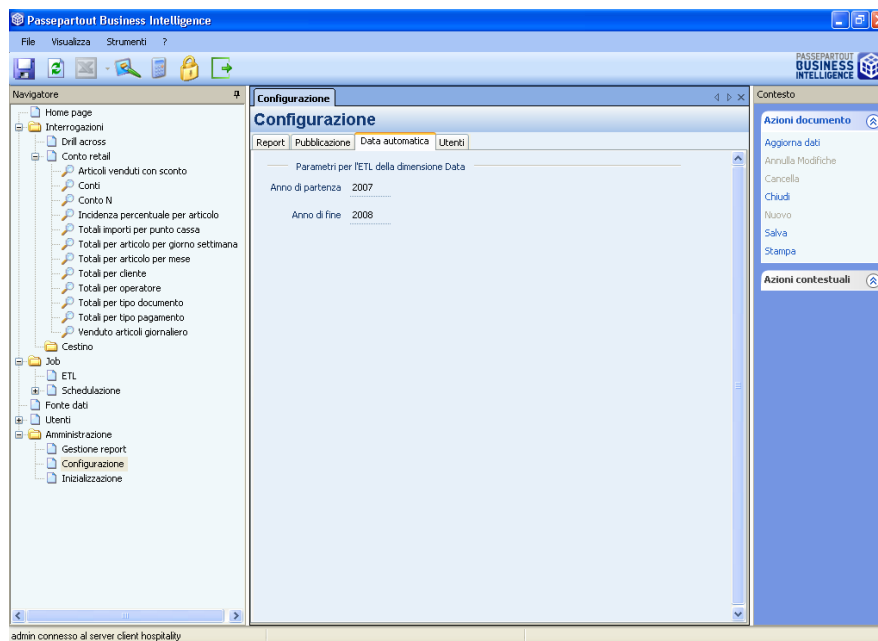 Passepartout Business Intelligence
File Visualizza Strumenti ?
PASSEPARTOUT
BUSINESS
INTELLIGENCE
Navigatore
Home page
Interrogazioni
Drill across
Conto retail
Articoli venduti con sconto
Conti
Conto N
Incidenza percentuale per articolo
Totali importi per punto cassa
Totali per articolo per giorno settimana
Totali per articolo per mese
Totali per cliente
Totali per operatore
Totali per tipo documento
Totali per tipo pagamento
Venduto articoli giornaliero
Cestino
Job
ETL
Schedulazione
Fonte dati
Utenti
Amministrazione
Gestione report
Configurazione
Inizializzazione
Configurazione
Configurazione
Report Pubblicazione Data automatica Utenti
Parametri per l'ETL della dimensione Data
Anno di partenza 2007
Anno di fine 2008
Contesto
Azioni documento
Aggiorna dati
Annulla Modifiche
Cancella
Chiudi
Nuovo
Salva
Stampa
Azioni contestuali
admin connesso al server client hospitality